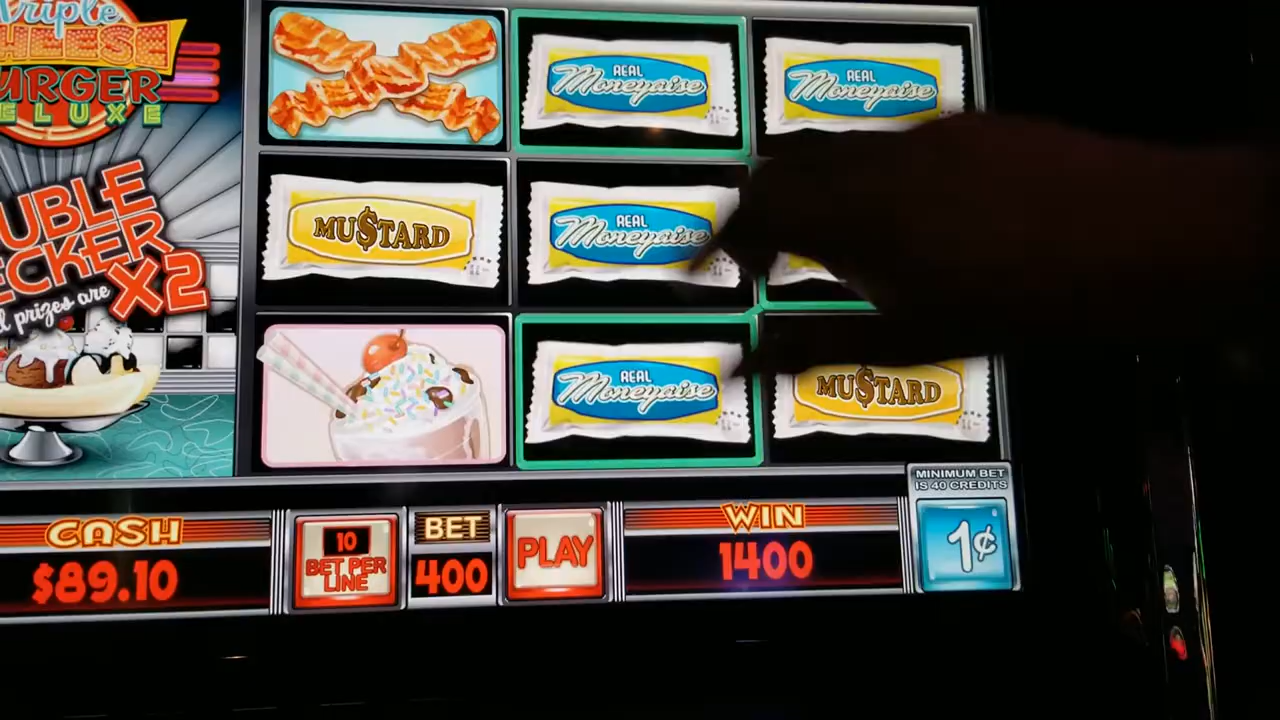 Triple
CHEESE
BURGER
DELUXE
REAL
Moneyaise
REAL
Moneyaise
MU$TARD
REAL
Moneyaise
UBLE
ECKER
prizes are
X2
REAL
Moneyaise
MU$TARD
MINIMUM BET
IS 40 CREDITS
CASH
$89.10
10
BET PER
LINE
BET
400
PLAY
WIN
1400
1¢